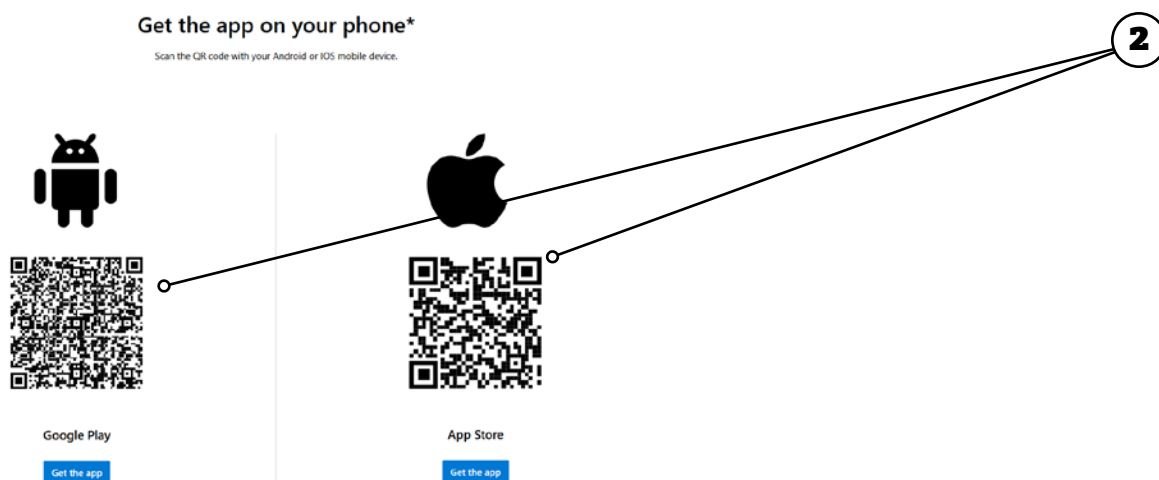 Get the app on your phone*
Scan the QR code with your Android or IOS mobile device.
2
Google Play
App Store
Get the app
Get the app